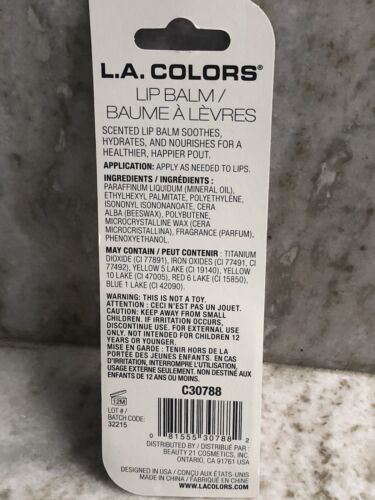 L.A. COLORS®
LIP BALM /
BAUME À LÈVRES
SCENTED LIP BALM SOOTHES,
HYDRATES, AND NOURISHES FOR A
HEALTHIER, HAPPIER POUT.
APPLICATION: APPLY AS NEEDED TO LIPS.
INGREDIENTS / INGRÉDIENTS :
PARAFFINUM LIQUIDUM (MINERAL OIL),
ETHYLHEXYL PALMITATE, POLYETHYLENE,
ISONONYL ISONONANOATE, CERA
ALBA (BEESWAX), POLYBUTENE,
MICROCRYSTALLINE WAX (CERA
MICROCRISTALLINA), FRAGRANCE (PARFUM),
PHENOXYETHANOL.
MAY CONTAIN / PEUT CONTENIR : TITANIUM
DIOXIDE (CI 77891), IRON OXIDES (CI 77491, CI
77492), YELLOW 5 LAKE (CI 19140), YELLOW
10 LAKE (CI 47005), RED 6 LAKE (CI 15850),
BLUE 1 LAKE (CI 42090).
WARNING: THIS IS NOT A TOY.
ATTENTION : CECI N'EST PAS UN JOUET.
CAUTION: KEEP AWAY FROM SMALL
CHILDREN. IF IRRITATION OCCURS,
DISCONTINUE USE. FOR EXTERNAL USE
ONLY. NOT INTENDED FOR CHILDREN 12
YEARS OR YOUNGER.
MISE EN GARDE : TENIR HORS DE LA
PORTÉE DES JEUNES ENFANTS. EN CAS
D'IRRITATION, INTERROMPRE L'UTILISATION.
USAGE EXTERNE SEULEMENT. NON DESTINÉ AUX
ENFANTS DE 12 ANS OU MOINS.
C30788
12M
LOT # /
BATCH CODE:
32215
0 81555 30788 2
DISTRIBUTED BY / DISTRIBUÉ PAR :
BEAUTY 21 COSMETICS, INC.
ONTARIO, CA 91761 USA
DESIGNED IN USA / CONÇU AUX ÉTATS-UNIS
MADE IN CHINA / FABRIQUÉ EN CHINE
WWW.LACOLORS.COM